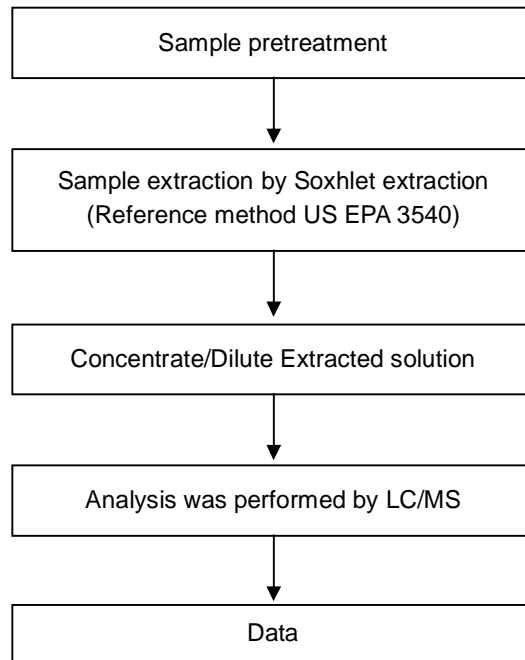 Sample pretreatment
Sample extraction by Soxhlet extraction
(Reference method US EPA 3540)
Concentrate/Dilute Extracted solution
Analysis was performed by LC/MS
Data